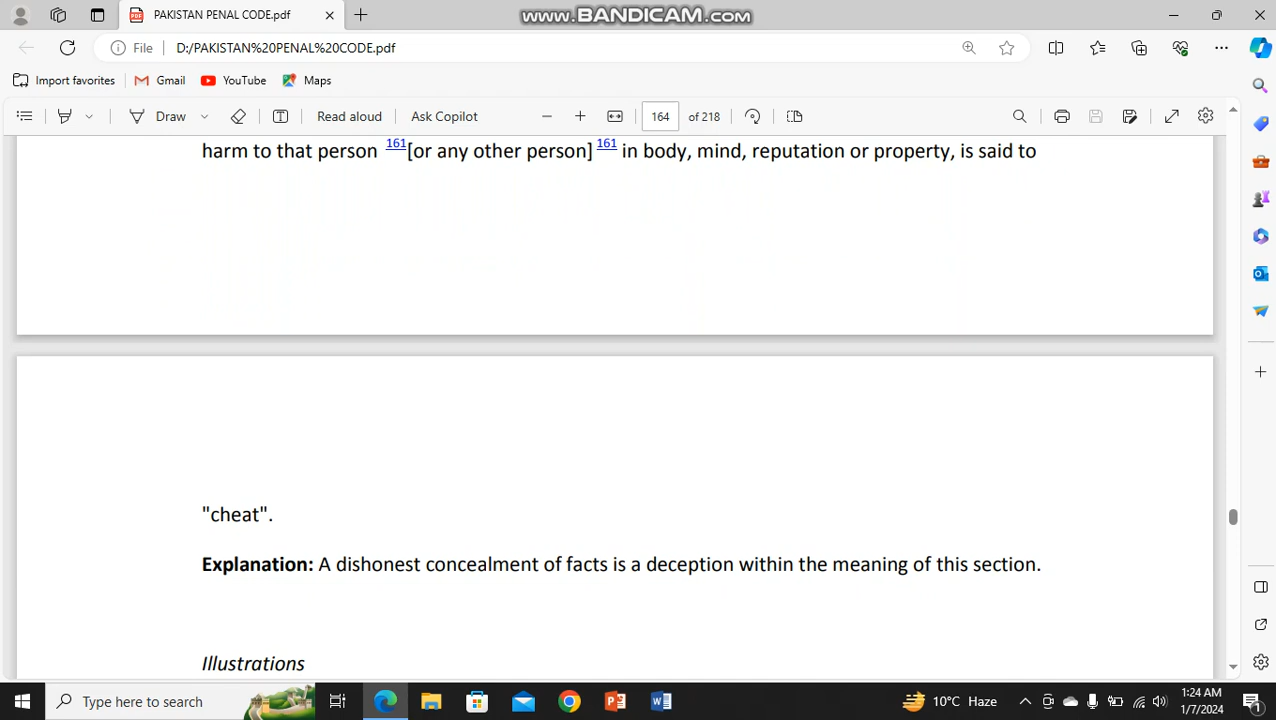 www.BANDICAM.com
PAKISTAN PENAL CODE.pdf
File D:/PAKISTAN%20PENAL%20CODE.pdf
Import favorites Gmail YouTube Maps
Draw Read aloud Ask Copilot 164 of 218
harm to that person 161[or any other person] 161 in body, mind, reputation or property, is said to
"cheat".
Explanation: A dishonest concealment of facts is a deception within the meaning of this section.
Illustrations
Type here to search 10°C Haze 1:24 AM
1/7/2024